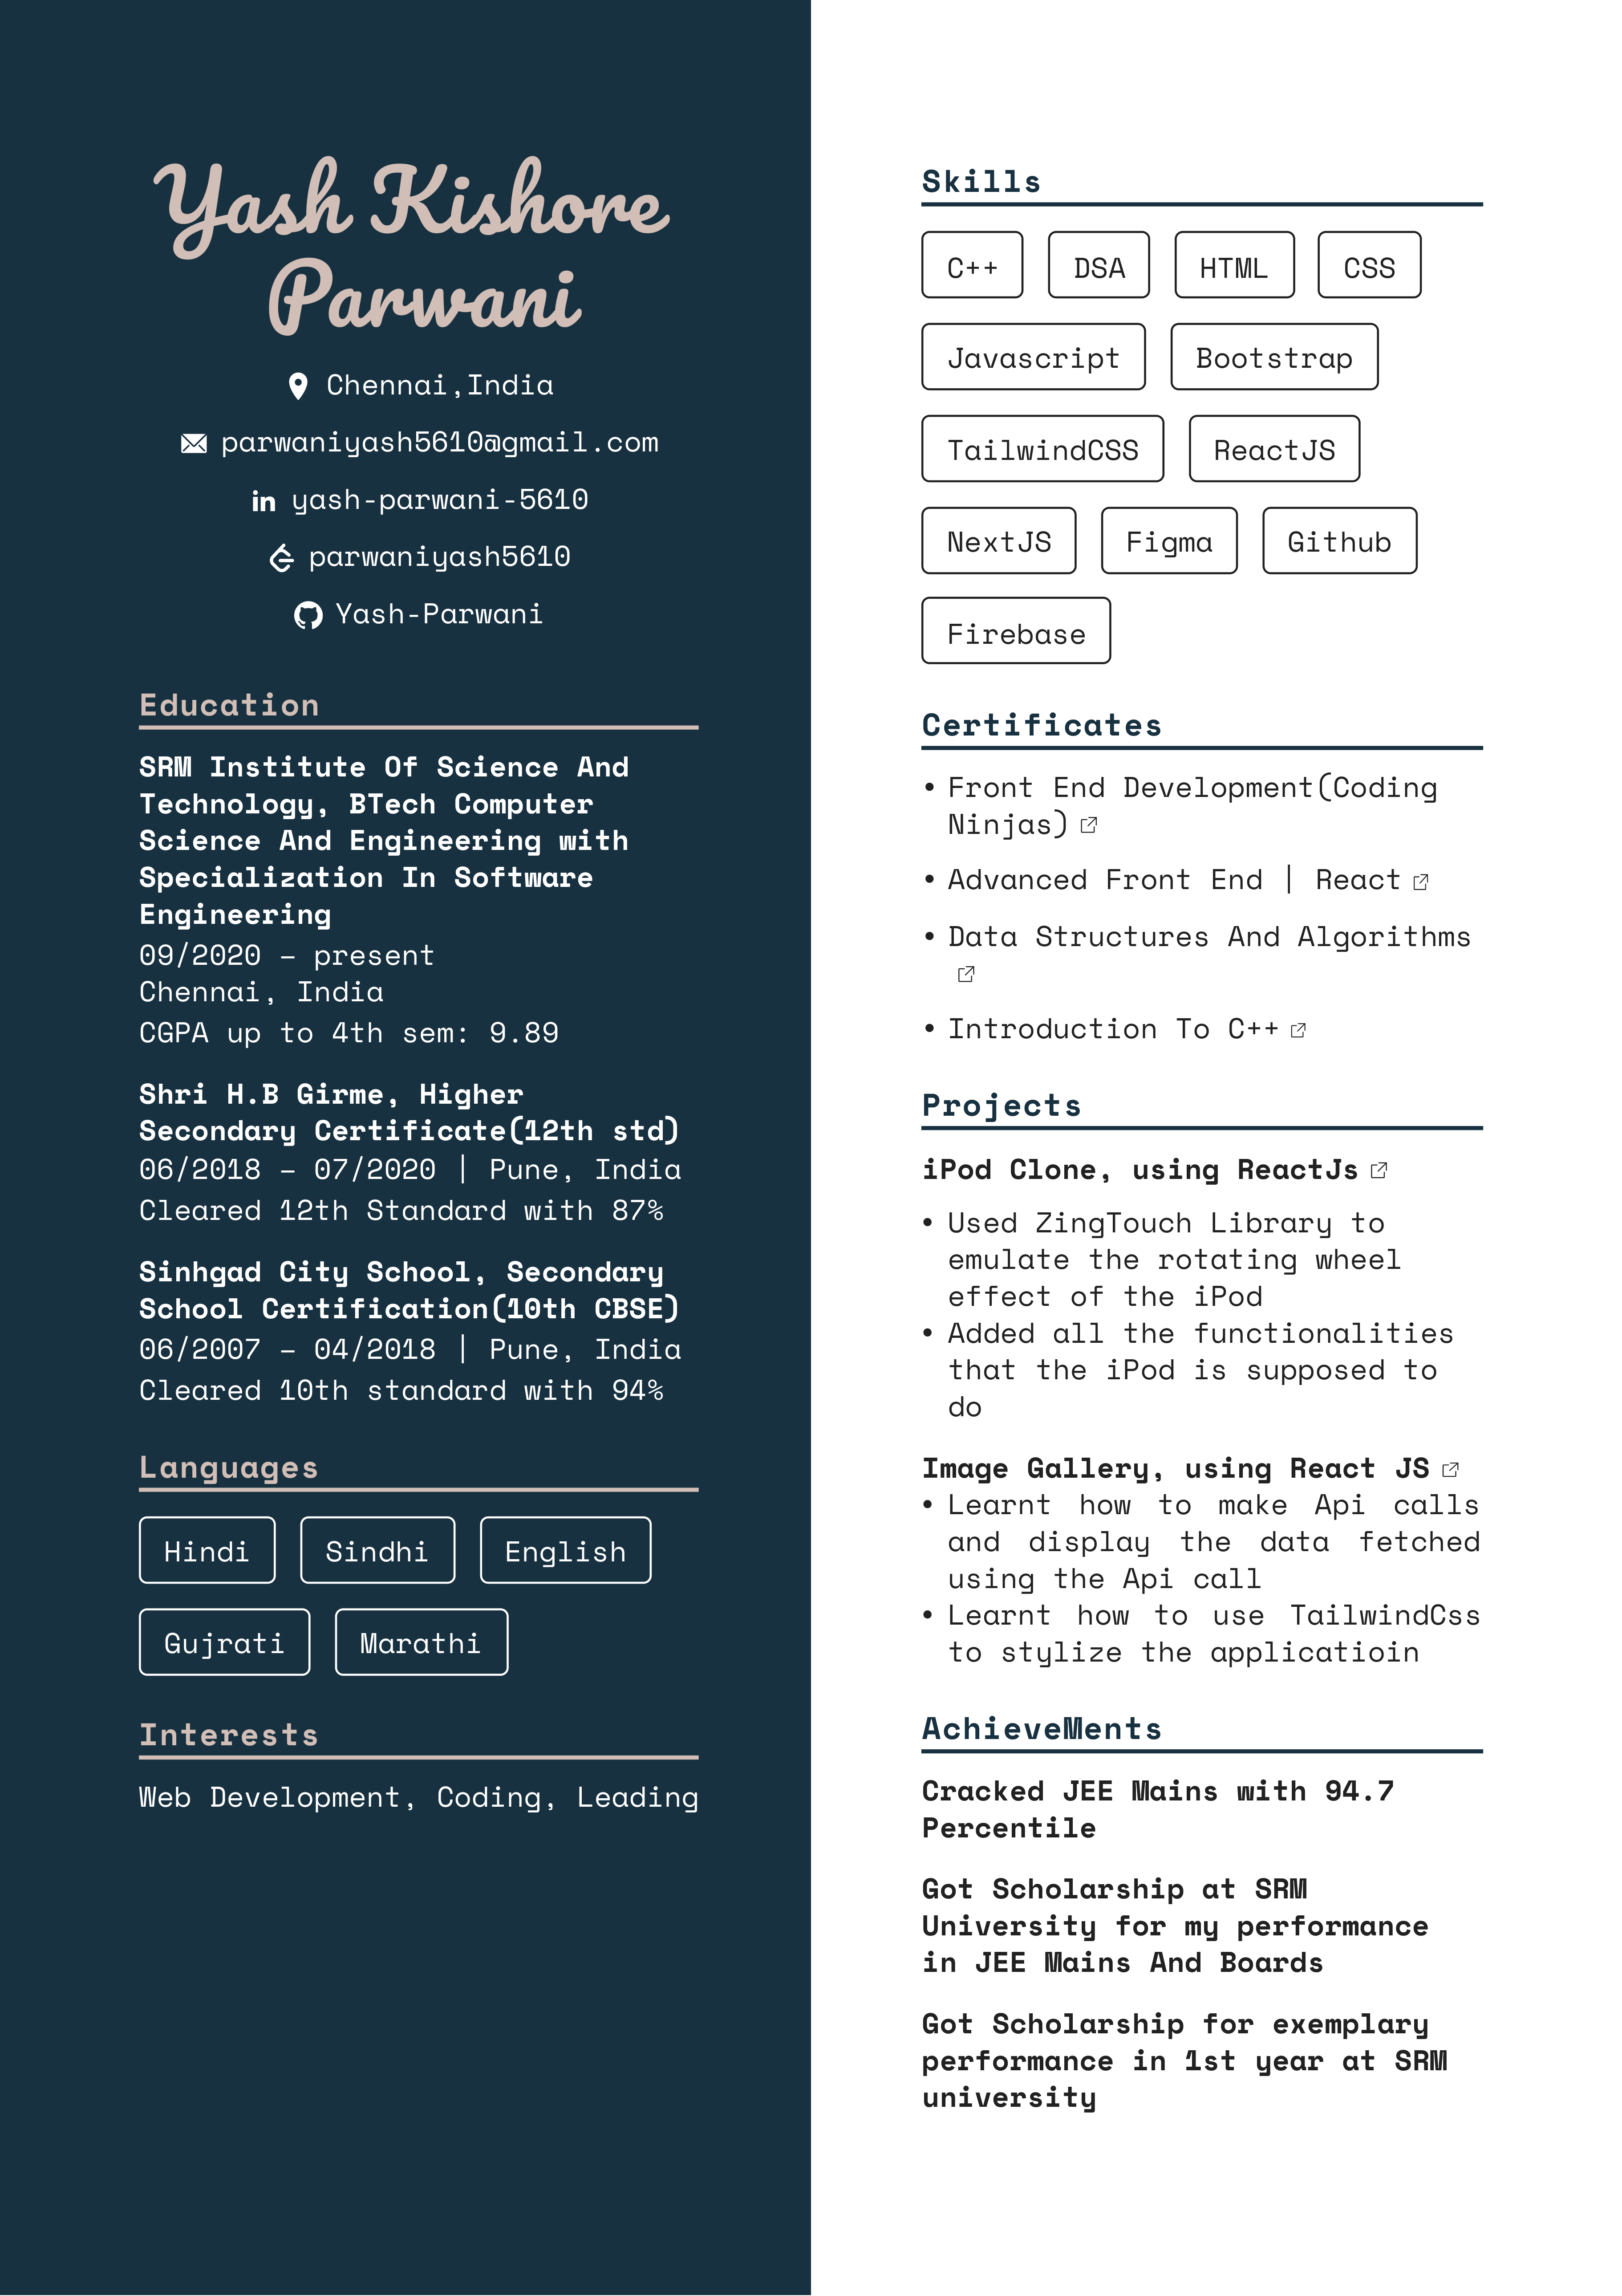 Yash Kishore
Parwani
Chennai,India
parwaniyash5610@gmail.com
in yash-parwani-5610
parwaniyash5610
Yash-Parwani
Education
SRM Institute Of Science And
Technology, BTech Computer
Science And Engineering with
Specialization In Software
Engineering
09/2020 – present
Chennai, India
CGPA up to 4th sem: 9.89
Shri H.B Girme, Higher
Secondary Certificate(12th std)
06/2018 – 07/2020 | Pune, India
Cleared 12th Standard with 87%
Sinhgad City School, Secondary
School Certification(10th CBSE)
06/2007 – 04/2018 | Pune, India
Cleared 10th standard with 94%
Languages
Hindi Sindhi English
Gujrati Marathi
Interests
Web Development, Coding, Leading
Skills
C++ DSA HTML CSS
Javascript Bootstrap
TailwindCSS ReactJS
NextJS Figma Github
Firebase
Certificates
• Front End Development(Coding
Ninjas)
• Advanced Front End | React
• Data Structures And Algorithms
• Introduction To C++
Projects
iPod Clone, using ReactJs
• Used ZingTouch Library to
emulate the rotating wheel
effect of the iPod
• Added all the functionalities
that the iPod is supposed to
do
Image Gallery, using React JS
• Learnt how to make Api calls
and display the data fetched
using the Api call
• Learnt how to use TailwindCss
to stylize the applicatioin
AchieveMents
Cracked JEE Mains with 94.7
Percentile
Got Scholarship at SRM
University for my performance
in JEE Mains And Boards
Got Scholarship for exemplary
performance in 1st year at SRM
university